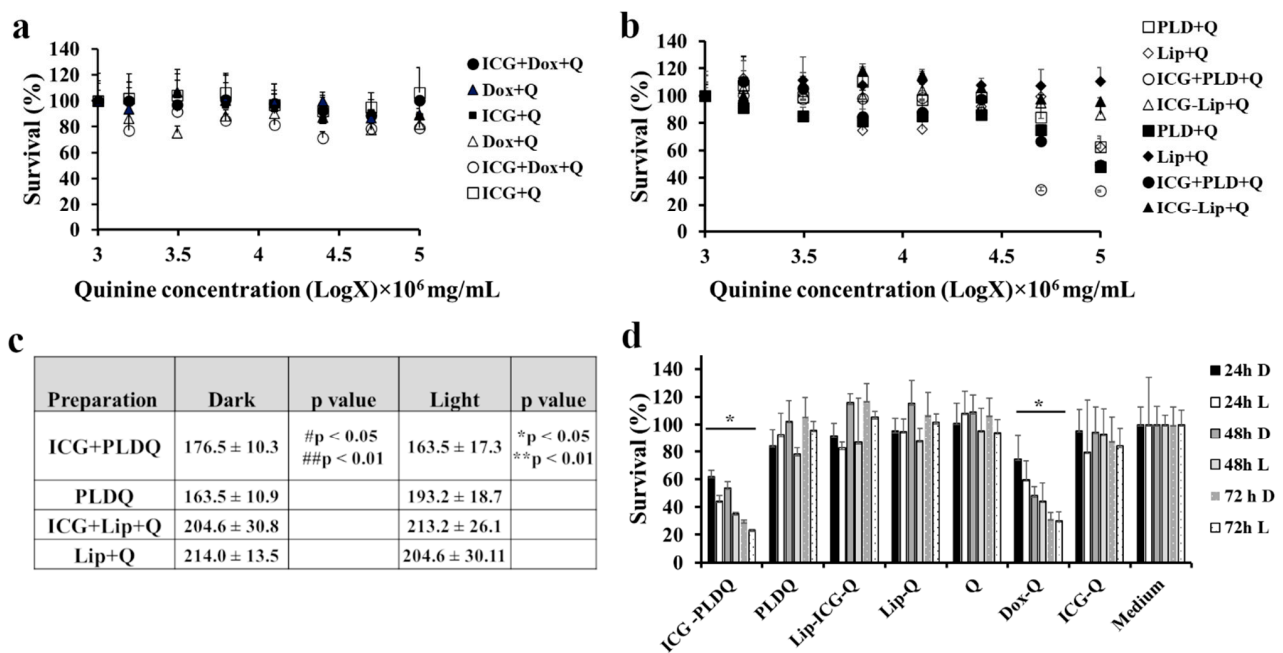 a
140
120
100
80
60
40
20
0
Survival (%)
3
3.5
4
4.5
5
Quinine concentration (LogX)×10⁶ mg/mL
ICG+Dox+Q
Dox+Q
ICG+Q
Dox+Q
ICG+Dox+Q
ICG+Q
b
140
120
100
80
60
40
20
0
Survival (%)
3
3.5
4
4.5
5
Quinine concentration (LogX)×10⁶ mg/mL
PLD+Q
Lip+Q
ICG+PLD+Q
ICG-Lip+Q
PLD+Q
Lip+Q
ICG+PLD+Q
ICG-Lip+Q
c
Preparation Dark p value Light p value
ICG+PLDQ 176.5 ± 10.3 #p < 0.05 163.5 ± 17.3 *p < 0.05
##p < 0.01 **p < 0.01
PLDQ 163.5 ± 10.9 193.2 ± 18.7
ICG+Lip+Q 204.6 ± 30.8 213.2 ± 26.1
Lip+Q 214.0 ± 13.5 204.6 ± 30.11
d
140
120
100
80
60
40
20
0
Survival (%)
*
*
ICG -PLDQ
PLDQ
Lip-ICG-Q
Lip-Q
Q
Dox-Q
ICG-Q
Medium
24h D
24h L
48h D
48h L
72 h D
72h L